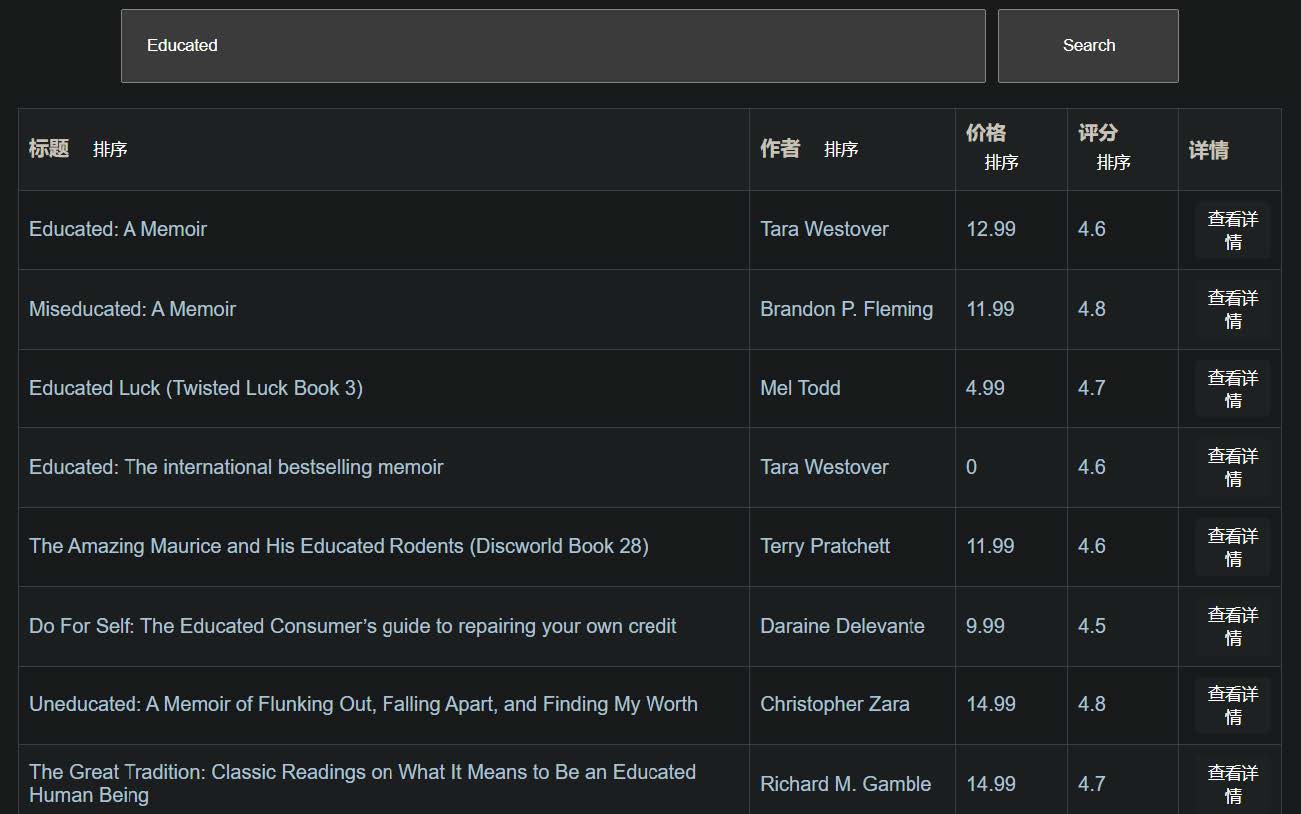 Educated Search
标题 排序 作者 排序 价格 排序 评分 排序 详情
Educated: A Memoir Tara Westover 12.99 4.6 查看详情
Miseducated: A Memoir Brandon P. Fleming 11.99 4.8 查看详情
Educated Luck (Twisted Luck Book 3) Mel Todd 4.99 4.7 查看详情
Educated: The international bestselling memoir Tara Westover 0 4.6 查看详情
The Amazing Maurice and His Educated Rodents (Discworld Book 28) Terry Pratchett 11.99 4.6 查看详情
Do For Self: The Educated Consumer’s guide to repairing your own credit Daraine Delevante 9.99 4.5 查看详情
Uneducated: A Memoir of Flunking Out, Falling Apart, and Finding My Worth Christopher Zara 14.99 4.8 查看详情
The Great Tradition: Classic Readings on What It Means to Be an Educated
Human Being Richard M. Gamble 14.99 4.7 查看详情